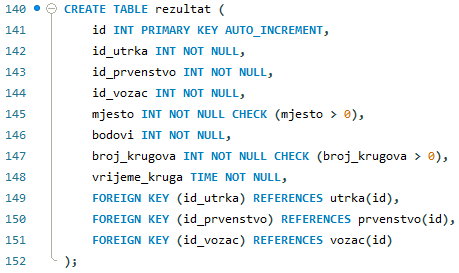 140 CREATE TABLE rezultat (
141 id INT PRIMARY KEY AUTO_INCREMENT,
142 id_utrka INT NOT NULL,
143 id_prvenstvo INT NOT NULL,
144 id_vozac INT NOT NULL,
145 mjesto INT NOT NULL CHECK (mjesto > 0),
146 bodovi INT NOT NULL,
147 broj_krugova INT NOT NULL CHECK (broj_krugova > 0),
148 vrijeme_kruga TIME NOT NULL,
149 FOREIGN KEY (id_utrka) REFERENCES utrka(id),
150 FOREIGN KEY (id_prvenstvo) REFERENCES prvenstvo(id),
151 FOREIGN KEY (id_vozac) REFERENCES vozac(id)
152 );